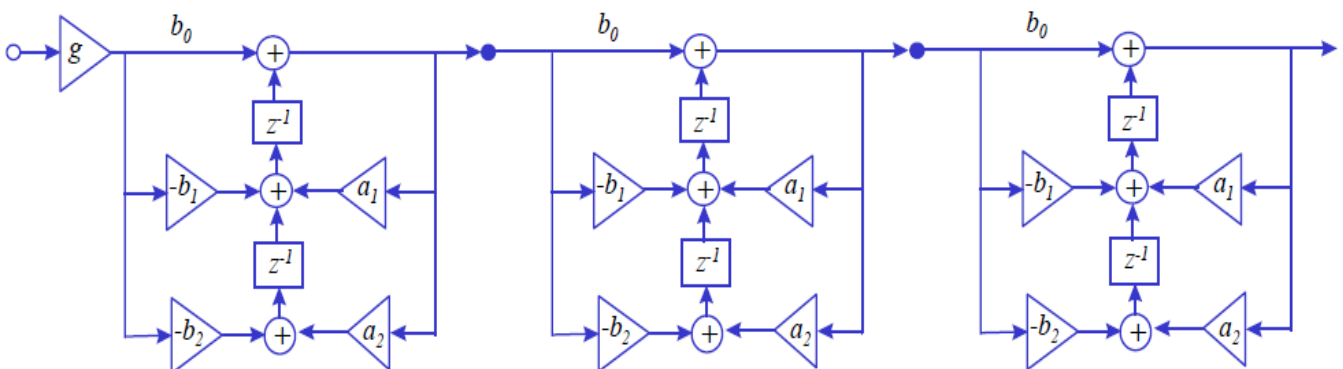 b₀ b₀ b₀
g + + +
z⁻¹ z⁻¹ z⁻¹
-b₁ + a₁ -b₁ + a₁ -b₁ + a₁
z⁻¹ z⁻¹ z⁻¹
-b₂ + a₂ -b₂ + a₂ -b₂ + a₂